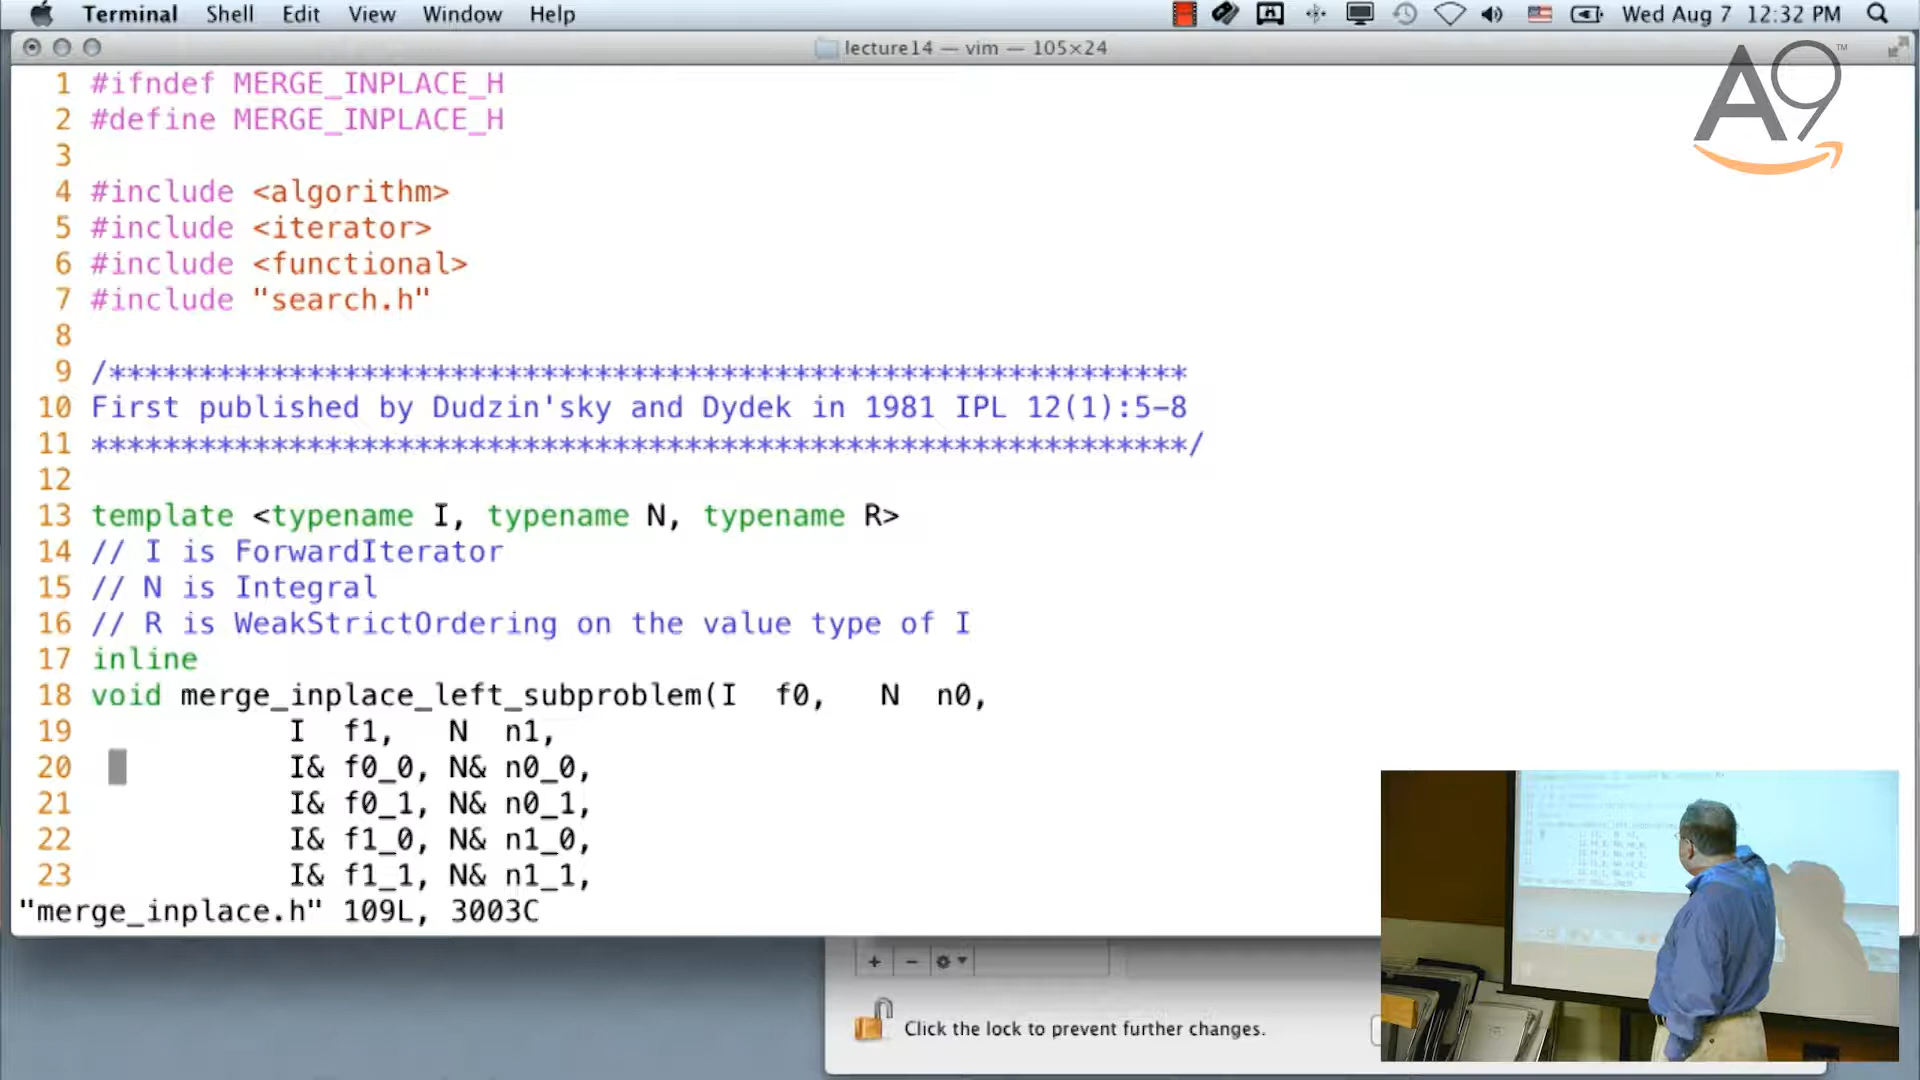 Terminal Shell Edit View Window Help Wed Aug 7 12:32 PM
lecture14 — vim — 105×24
A9™
1 #ifndef MERGE_INPLACE_H
2 #define MERGE_INPLACE_H
3
4 #include <algorithm>
5 #include <iterator>
6 #include <functional>
7 #include "search.h"
8
9 /************************************************************
10 First published by Dudzin'sky and Dydek in 1981 IPL 12(1):5-8
11 *************************************************************/
12
13 template <typename I, typename N, typename R>
14 // I is ForwardIterator
15 // N is Integral
16 // R is WeakStrictOrdering on the value type of I
17 inline
18 void merge_inplace_left_subproblem(I f0, N n0,
19 I f1, N n1,
20 I& f0_0, N& n0_0,
21 I& f0_1, N& n0_1,
22 I& f1_0, N& n1_0,
23 I& f1_1, N& n1_1,
"merge_inplace.h" 109L, 3003C
+ −
Click the lock to prevent further changes.